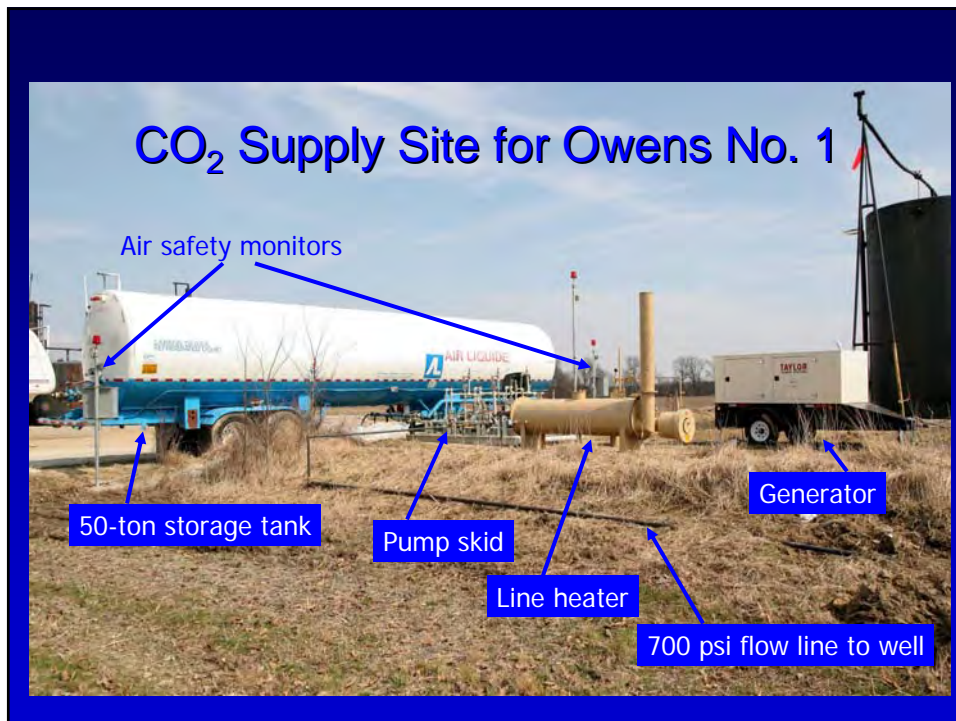 CO₂ Supply Site for Owens No. 1
Air safety monitors
AIR LIQUIDE
TAYLOR
Generator
50-ton storage tank
Pump skid
Line heater
700 psi flow line to well